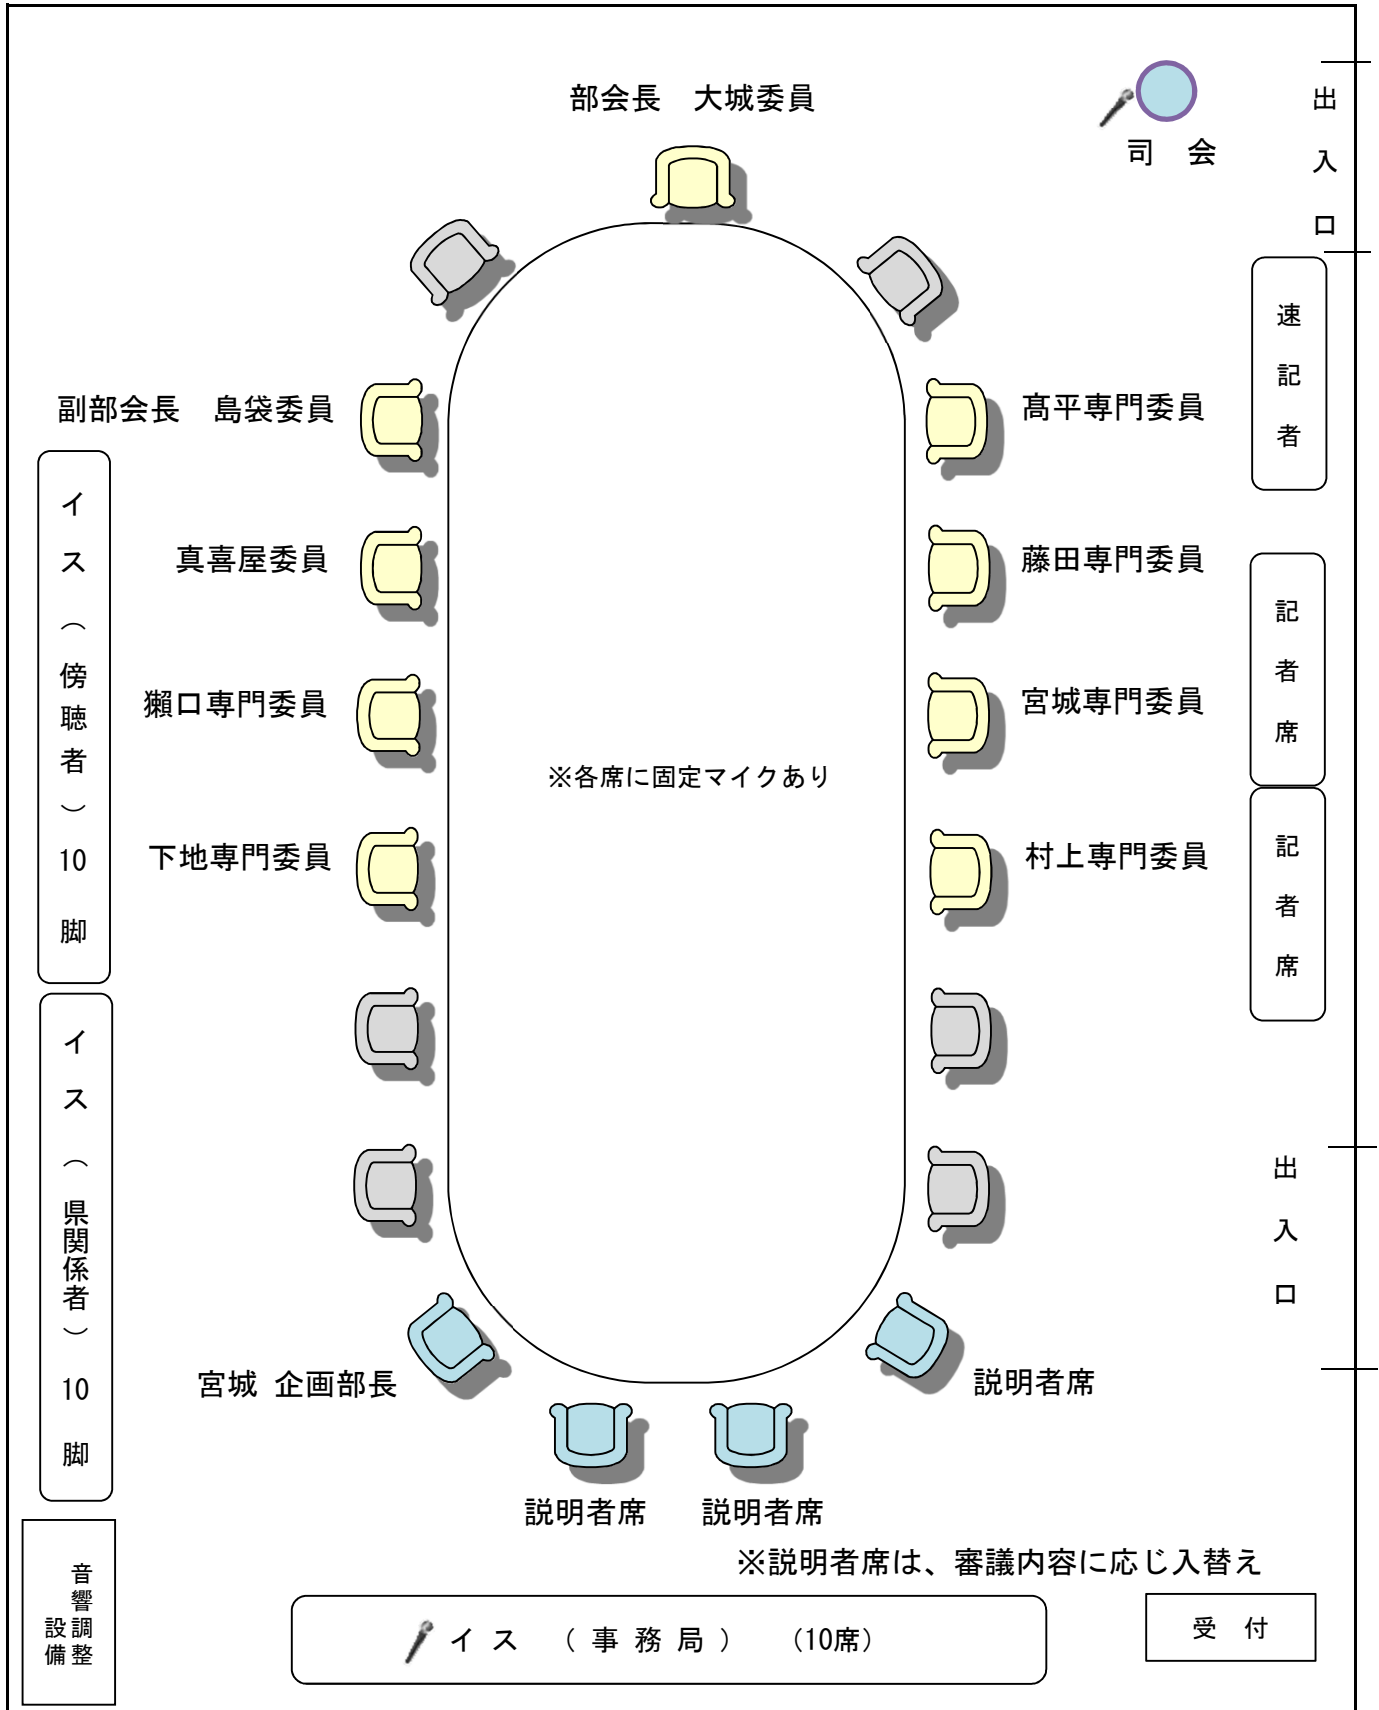 部会長　大城委員
司　会
出入口
速記者
副部会長　島袋委員
髙平専門委員
イス（傍聴者）10脚
真喜屋委員
藤田専門委員
記者席
獺口専門委員
宮城専門委員
※各席に固定マイクあり
下地専門委員
村上専門委員
記者席
イス（県関係者）10脚
出入口
宮城 企画部長
説明者席
説明者席
説明者席
※説明者席は、審議内容に応じ入替え
音響調整
設備
イ ス （ 事 務 局 ） （10席）
受　付